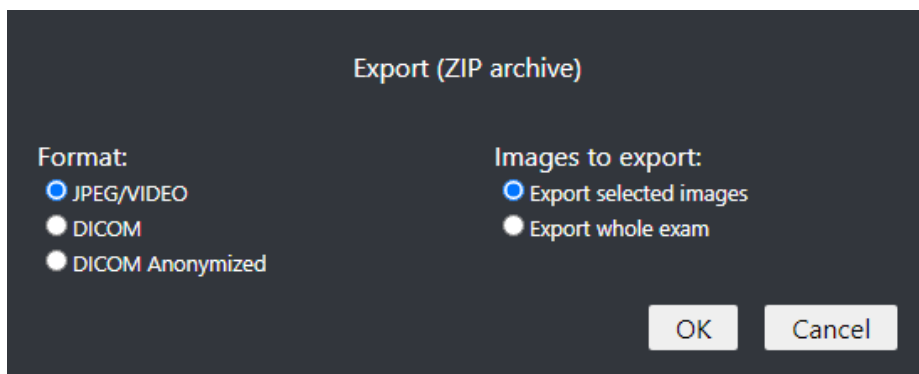 Export (ZIP archive)
Format:
JPEG/VIDEO
DICOM
DICOM Anonymized
Images to export:
Export selected images
Export whole exam
OK
Cancel